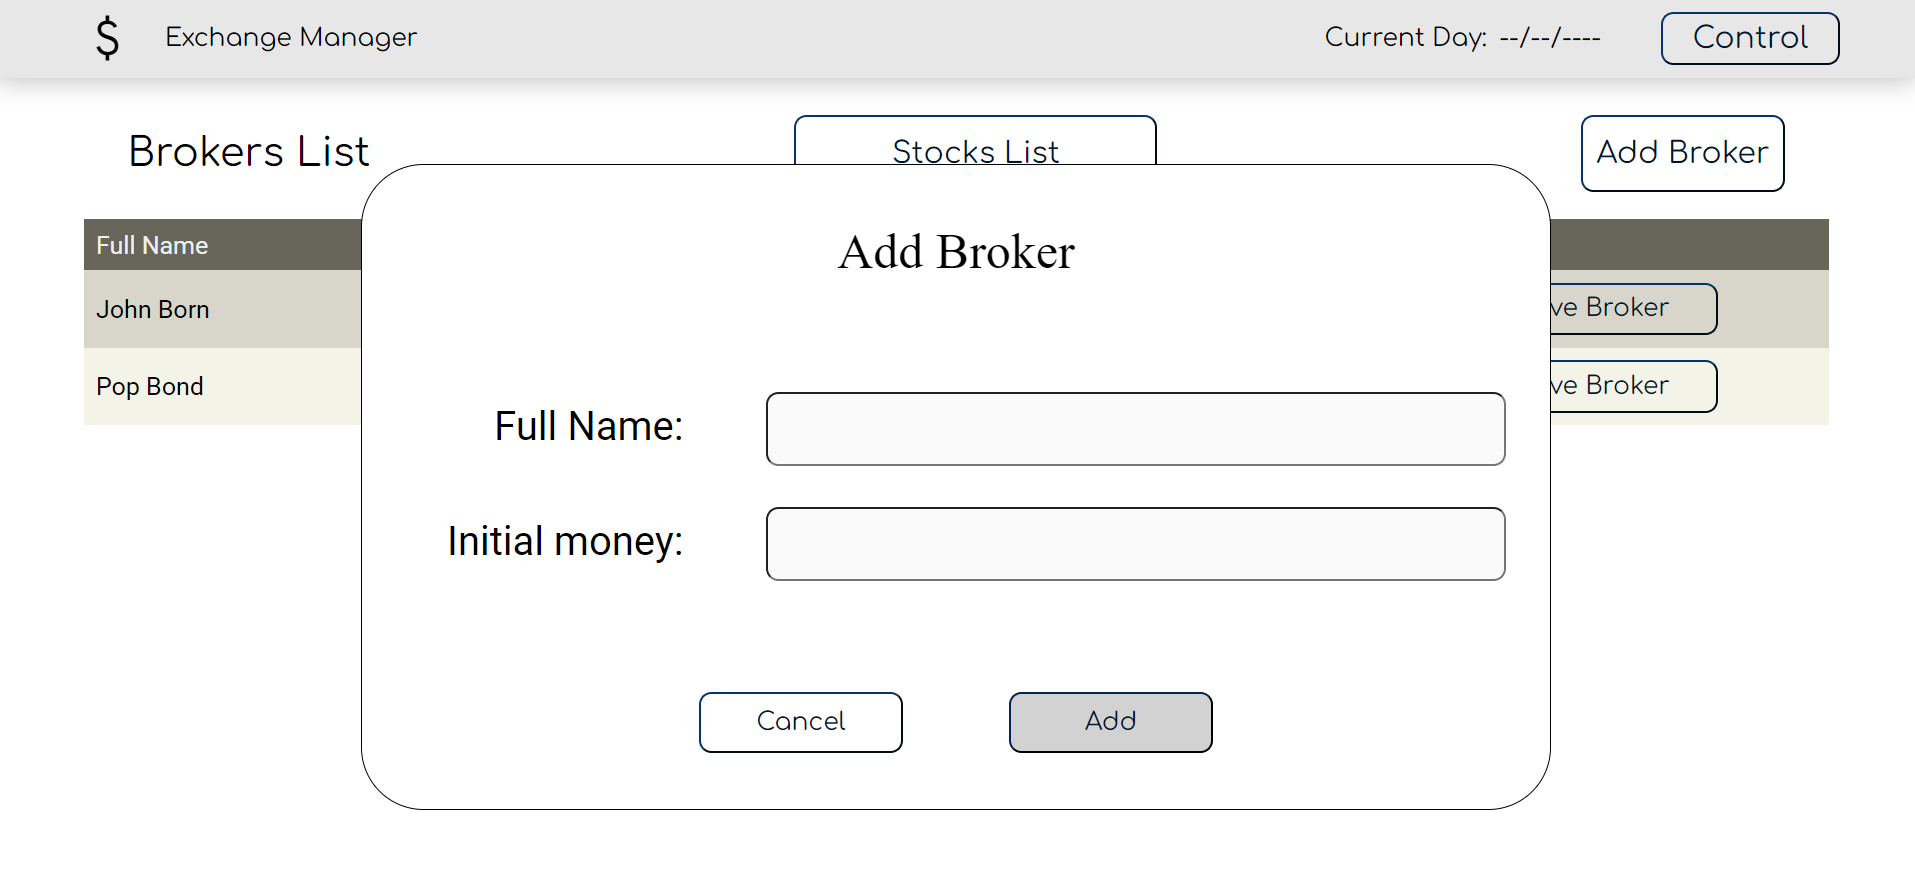 $ Exchange Manager Current Day: --/--/---- Control
Brokers List Stocks List Add Broker
Full Name
John Born ve Broker
Pop Bond ve Broker
Add Broker
Full Name:
Initial money:
Cancel Add